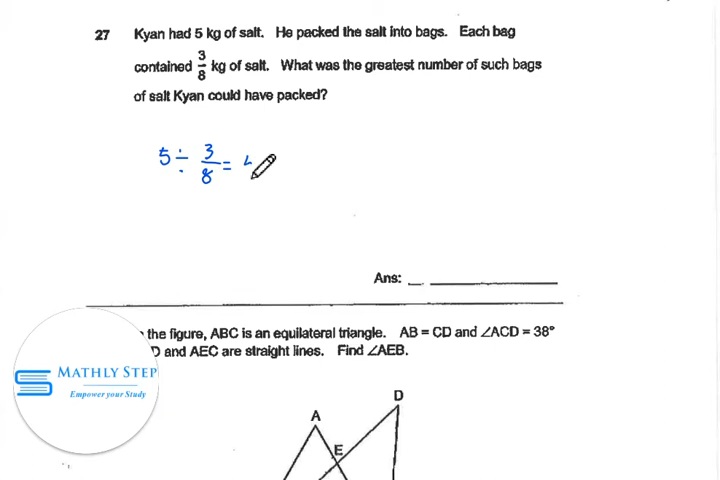 27 Kyan had 5 kg of salt. He packed the salt into bags. Each bag
contained 3/8 kg of salt. What was the greatest number of such bags
of salt Kyan could have packed?
5 ÷ 3/8 =
Ans:
the figure, ABC is an equilateral triangle. AB = CD and ∠ACD = 38°
D and AEC are straight lines. Find ∠AEB.
MATHLY STEP
Empower your Study
D
A
E